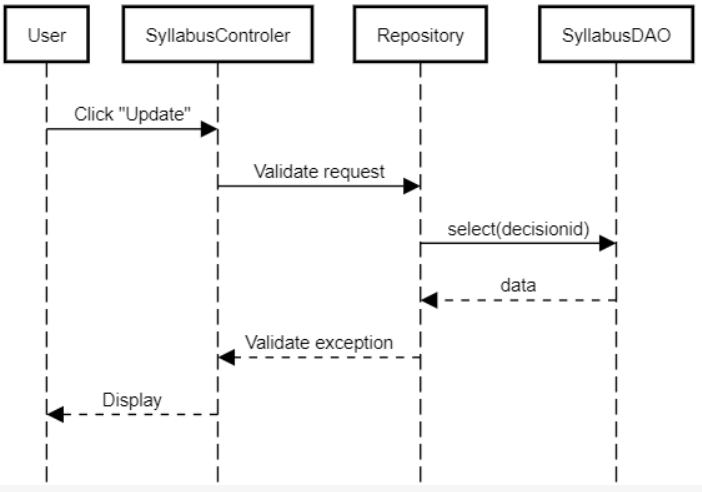 User
SyllabusControler
Repository
SyllabusDAO
Click "Update"
Validate request
select(decisionid)
data
Validate exception
Display